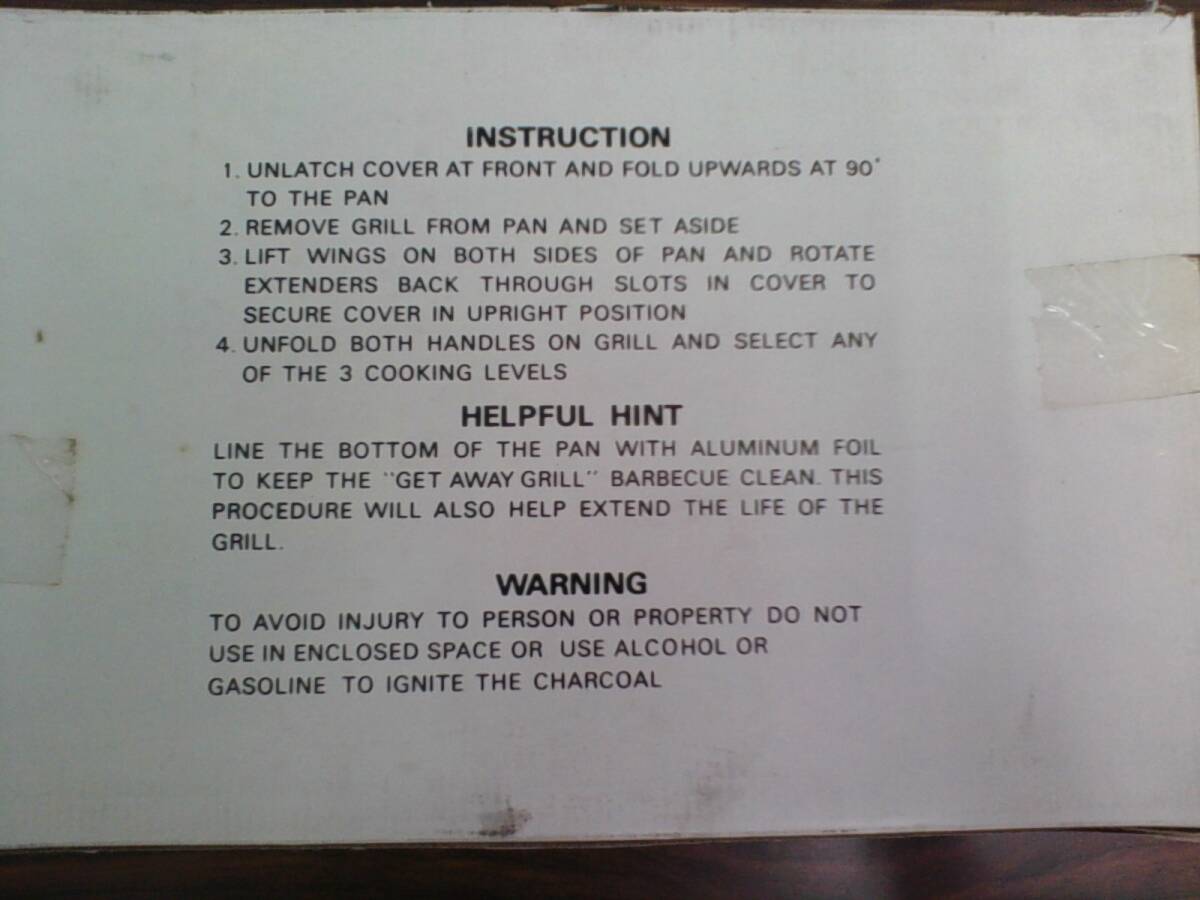 INSTRUCTION
1. UNLATCH COVER AT FRONT AND FOLD UPWARDS AT 90°
TO THE PAN
2. REMOVE GRILL FROM PAN AND SET ASIDE
3. LIFT WINGS ON BOTH SIDES OF PAN AND ROTATE
EXTENDERS BACK THROUGH SLOTS IN COVER TO
SECURE COVER IN UPRIGHT POSITION
4. UNFOLD BOTH HANDLES ON GRILL AND SELECT ANY
OF THE 3 COOKING LEVELS
HELPFUL HINT
LINE THE BOTTOM OF THE PAN WITH ALUMINUM FOIL
TO KEEP THE "GET AWAY GRILL" BARBECUE CLEAN. THIS
PROCEDURE WILL ALSO HELP EXTEND THE LIFE OF THE
GRILL.
WARNING
TO AVOID INJURY TO PERSON OR PROPERTY DO NOT
USE IN ENCLOSED SPACE OR USE ALCOHOL OR
GASOLINE TO IGNITE THE CHARCOAL